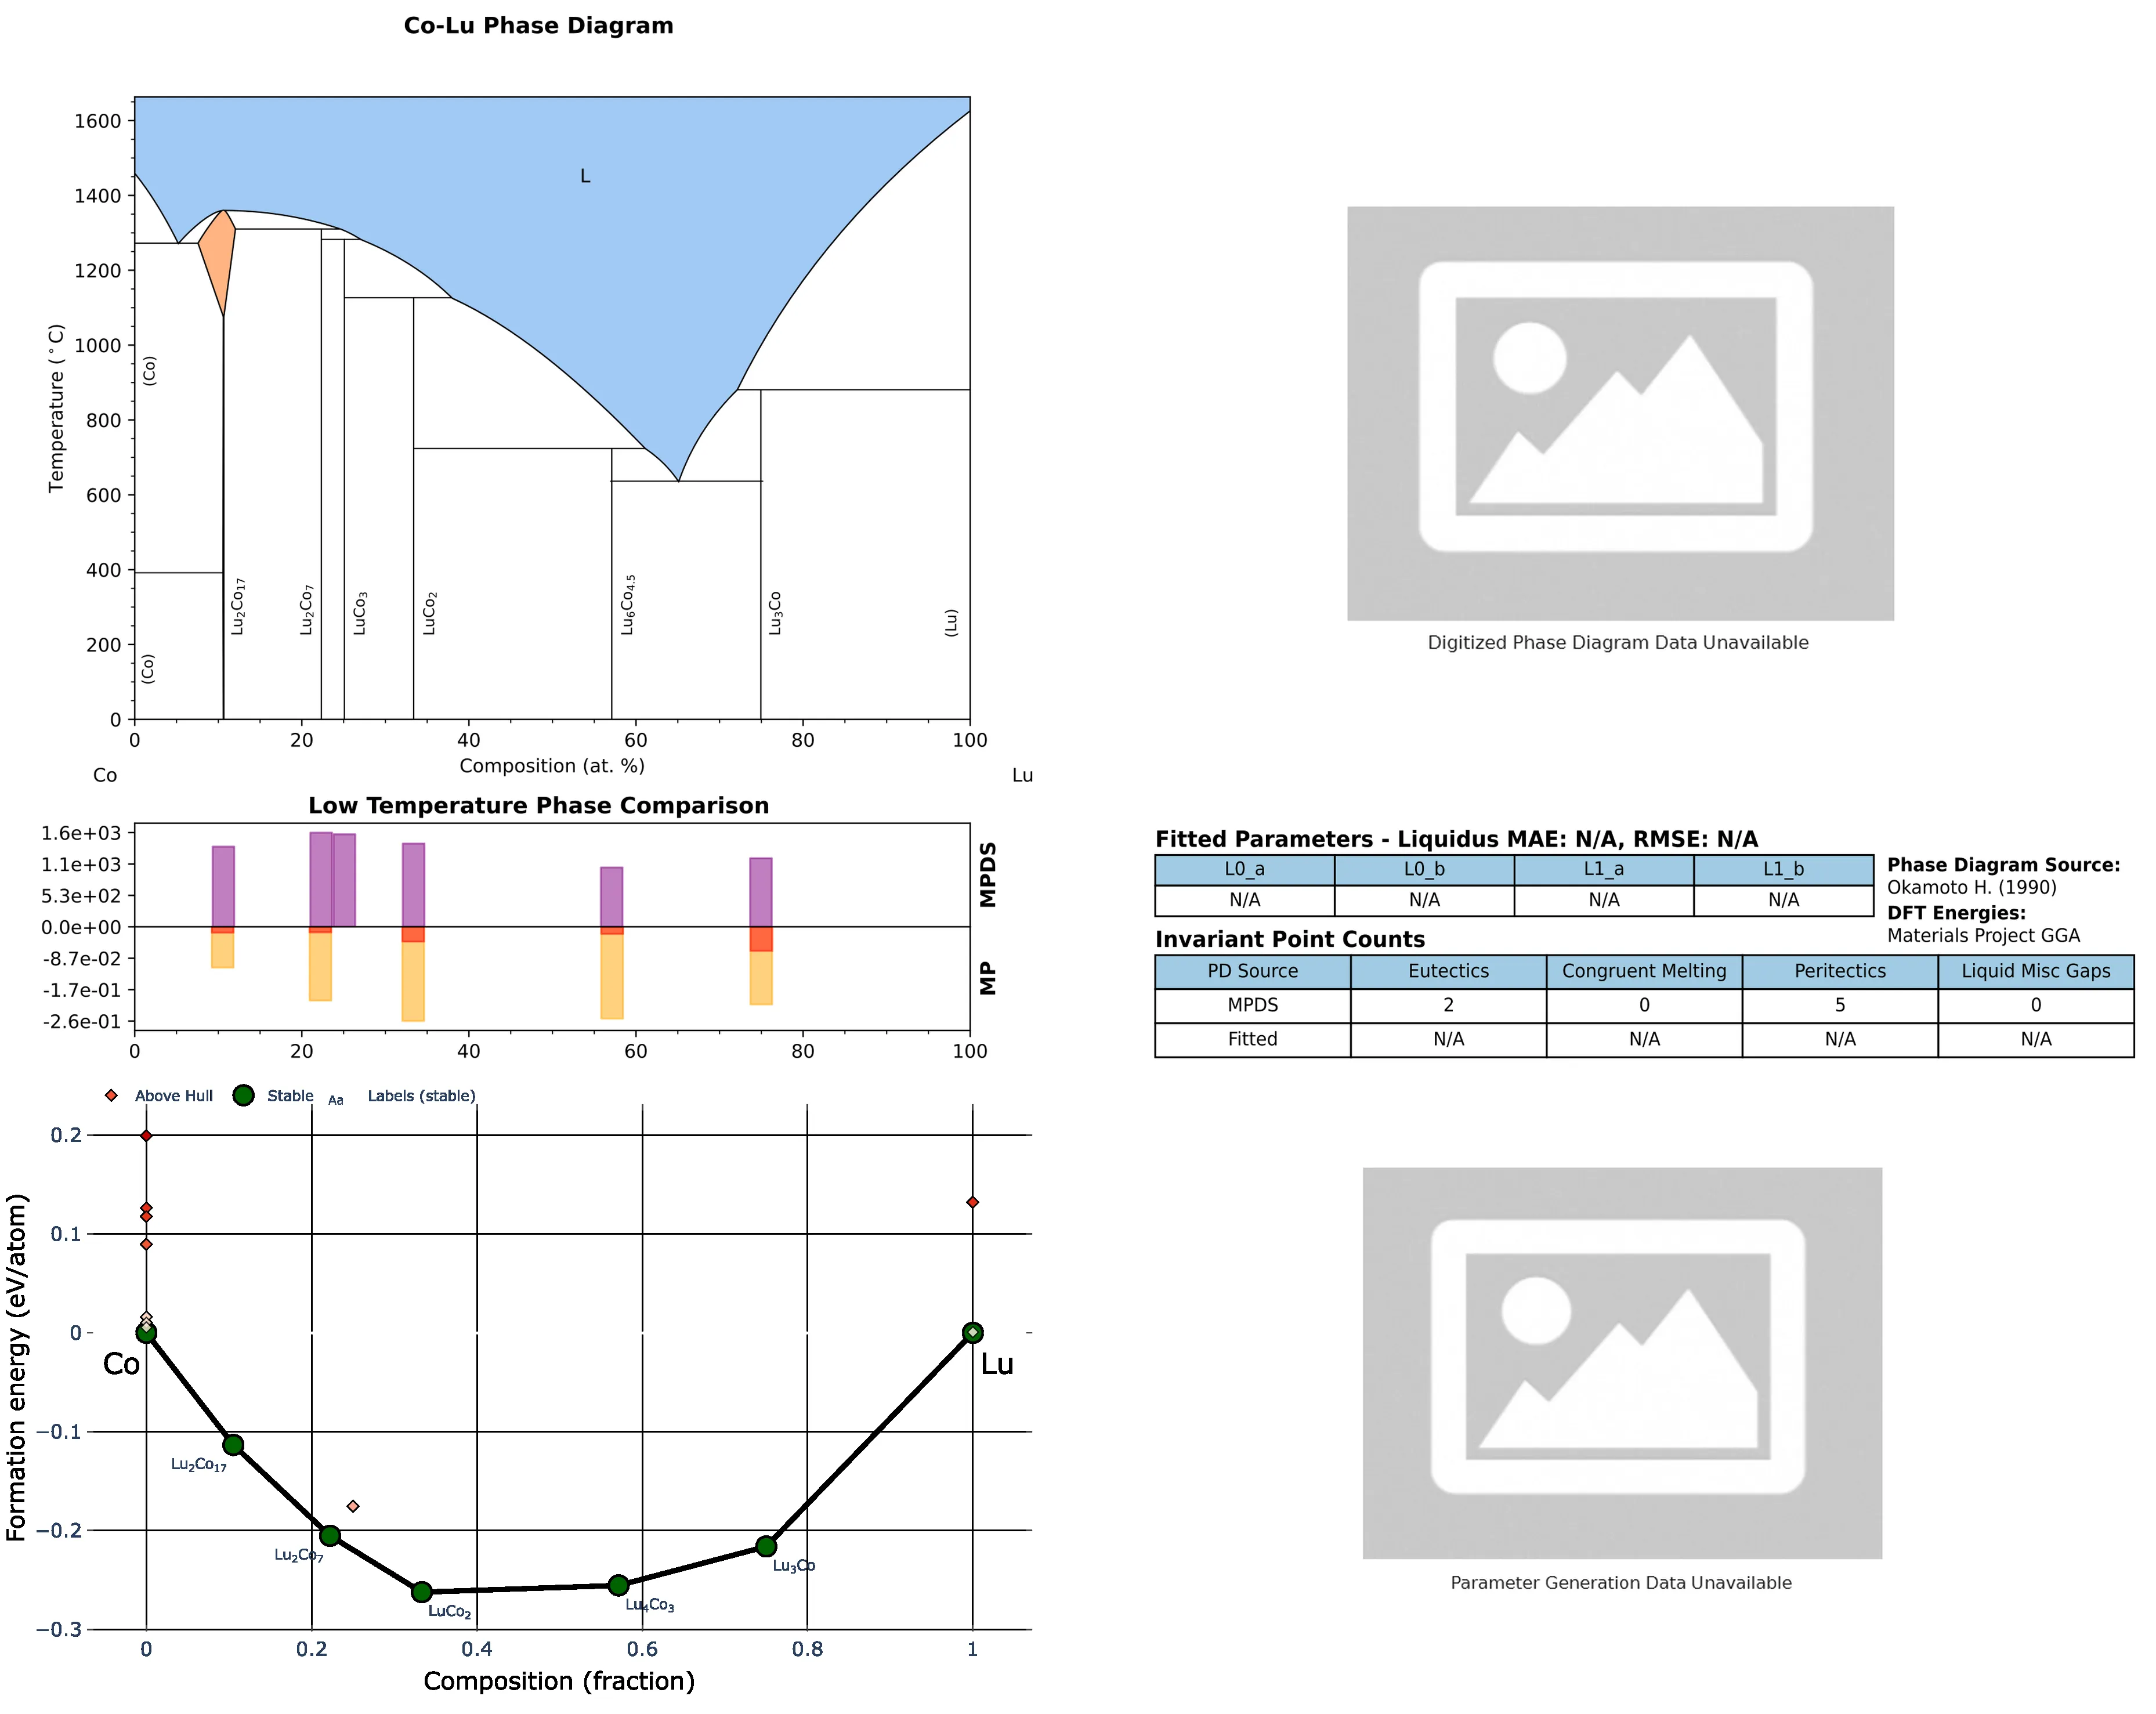 Co-Lu Phase Diagram
1600
1400
1200
1000
800
600
400
200
0
Temperature (°C)
L
(Co)
(Co)
Lu2Co17
Lu2Co7
LuCo3
LuCo2
Lu6Co4.5
Lu3Co
(Lu)
0 20 40 60 80 100
Composition (at. %)
Co Lu
Digitized Phase Diagram Data Unavailable
Low Temperature Phase Comparison
1.6e+03
1.1e+03
5.3e+02
0.0e+00
-8.7e-02
-1.7e-01
-2.6e-01
MPDS
MP
0 20 40 60 80 100
Fitted Parameters - Liquidus MAE: N/A, RMSE: N/A
L0_a L0_b L1_a L1_b
N/A N/A N/A N/A
Phase Diagram Source:
Okamoto H. (1990)
DFT Energies:
Materials Project GGA
Invariant Point Counts
PD Source Eutectics Congruent Melting Peritectics Liquid Misc Gaps
MPDS 2 0 5 0
Fitted N/A N/A N/A N/A
Above Hull Stable Aa Labels (stable)
0.2
0.1
0
−0.1
−0.2
−0.3
Formation energy (eV/atom)
Co
Lu
Lu2Co17
Lu2Co7
LuCo2
Lu4Co3
Lu3Co
0 0.2 0.4 0.6 0.8 1
Composition (fraction)
Parameter Generation Data Unavailable